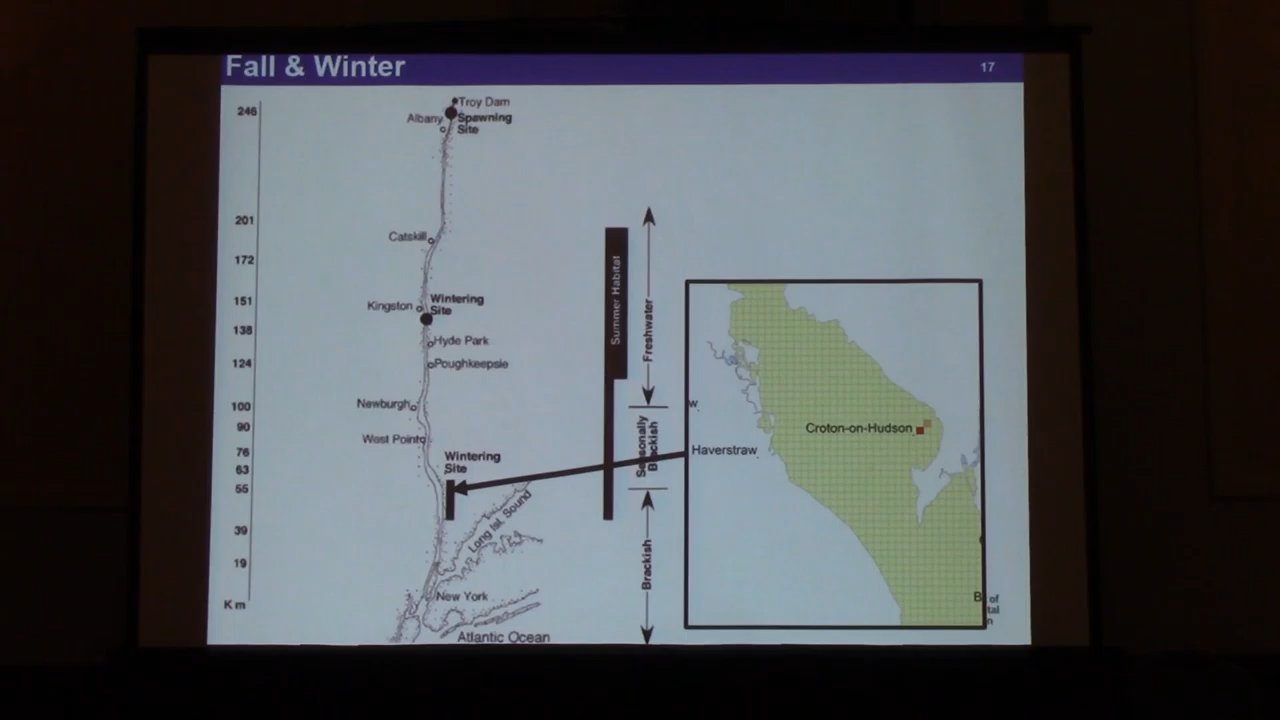 Fall & Winter
17
246
201
172
151
138
124
100
90
76
63
55
39
19
Km
Troy Dam
Albany
Spawning
Site
Catskill
Kingston
Wintering
Site
Hyde Park
Poughkeepsie
Newburgh
West Point
Wintering
Site
Long Isl. Sound
New York
Atlantic Ocean
Summer Habitat
Freshwater
Seasonally
Brackish
Brackish
w
Croton-on-Hudson
Haverstraw
B
of
tal
n